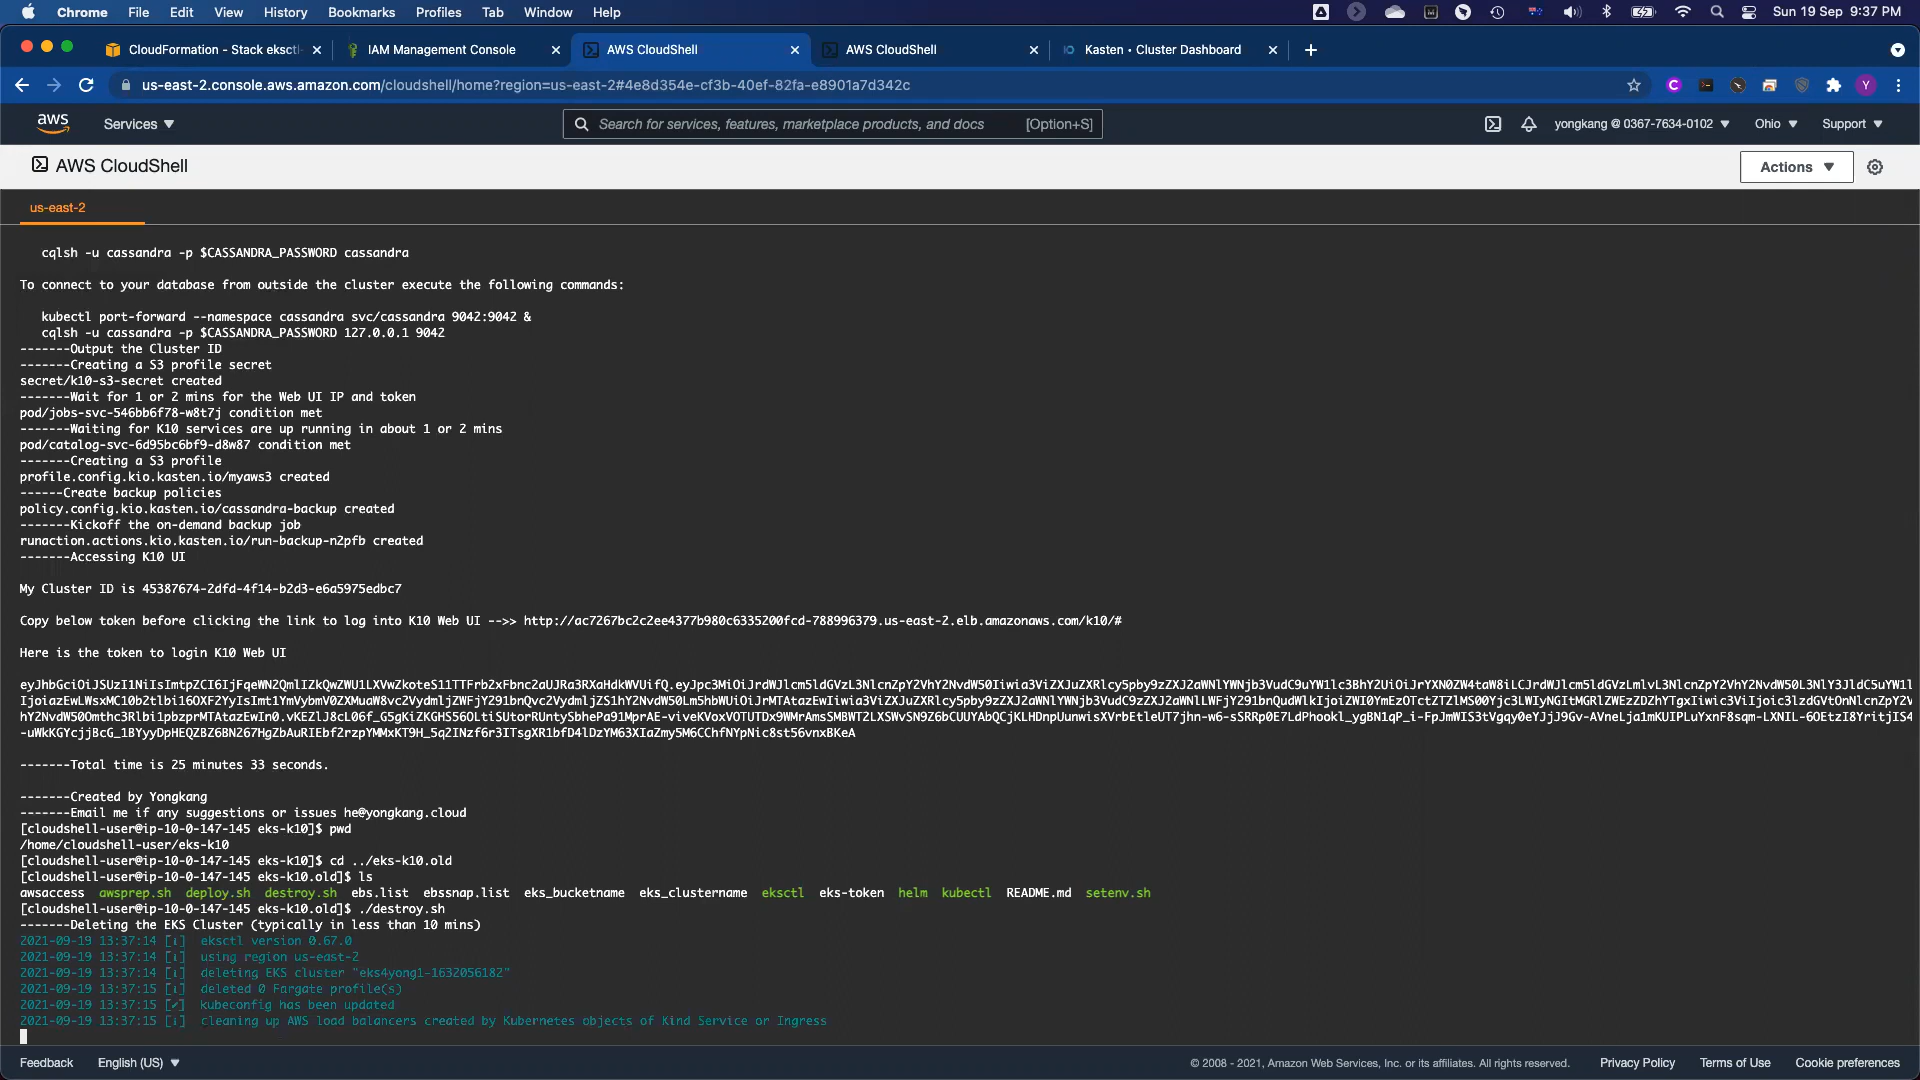 Chrome File Edit View History Bookmarks Profiles Tab Window Help Sun 19 Sep 9:37 PM
CloudFormation - Stack eksctl IAM Management Console AWS CloudShell AWS CloudShell Kasten • Cluster Dashboard
us-east-2.console.aws.amazon.com/cloudshell/home?region=us-east-2#4e8d354e-cf3b-40ef-82fa-e8901a7d342c
aws Services Search for services, features, marketplace products, and docs [Option+S] yongkang @ 0367-7634-0102 Ohio Support
AWS CloudShell Actions
us-east-2
cqlsh -u cassandra -p $CASSANDRA_PASSWORD cassandra
To connect to your database from outside the cluster execute the following commands:
kubectl port-forward --namespace cassandra svc/cassandra 9042:9042 &
cqlsh -u cassandra -p $CASSANDRA_PASSWORD 127.0.0.1 9042
-------Output the Cluster ID
-------Creating a S3 profile secret
secret/k10-s3-secret created
-------Wait for 1 or 2 mins for the Web UI IP and token
pod/jobs-svc-546bb6f78-w8t7j condition met
-------Waiting for K10 services are up running in about 1 or 2 mins
pod/catalog-svc-6d95bc6bf9-d8w87 condition met
-------Creating a S3 profile
profile.config.kio.kasten.io/myaws3 created
------Create backup policies
policy.config.kio.kasten.io/cassandra-backup created
-------Kickoff the on-demand backup job
runaction.actions.kio.kasten.io/run-backup-n2pfb created
-------Accessing K10 UI
My Cluster ID is 45387674-2dfd-4f14-b2d3-e6a5975edbc7
Copy below token before clicking the link to log into K10 Web UI -->> http://ac7267bc2c2ee4377b980c6335200fcd-788996379.us-east-2.elb.amazonaws.com/k10/#
Here is the token to login K10 Web UI
-------Total time is 25 minutes 33 seconds.
-------Created by Yongkang
-------Email me if any suggestions or issues he@yongkang.cloud
[cloudshell-user@ip-10-0-147-145 eks-k10]$ pwd
/home/cloudshell-user/eks-k10
[cloudshell-user@ip-10-0-147-145 eks-k10]$ cd ../eks-k10.old
[cloudshell-user@ip-10-0-147-145 eks-k10.old]$ ls
awsaccess awsprep.sh deploy.sh destroy.sh ebs.list ebssnap.list eks_bucketname eks_clustername eksctl eks-token helm kubectl README.md setenv.sh
[cloudshell-user@ip-10-0-147-145 eks-k10.old]$ ./destroy.sh
-------Deleting the EKS Cluster (typically in less than 10 mins)
2021-09-19 13:37:14 [ℹ] eksctl version 0.67.0
2021-09-19 13:37:14 [ℹ] using region us-east-2
2021-09-19 13:37:14 [ℹ] deleting EKS cluster "eks4yong1-1632056182"
2021-09-19 13:37:15 [ℹ] deleted 0 Fargate profile(s)
2021-09-19 13:37:15 [✔] kubeconfig has been updated
2021-09-19 13:37:15 [ℹ] cleaning up AWS load balancers created by Kubernetes objects of Kind Service or Ingress
Feedback English (US) © 2008 - 2021, Amazon Web Services, Inc. or its affiliates. All rights reserved. Privacy Policy Terms of Use Cookie preferences